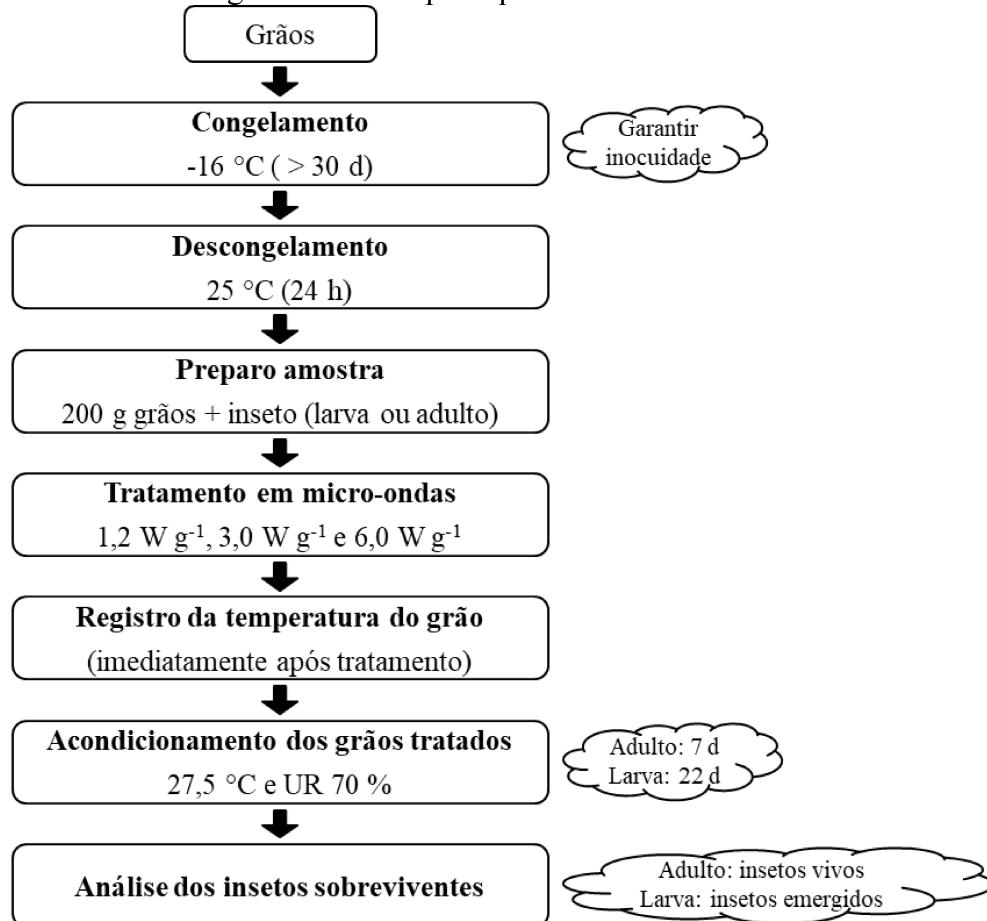 Grãos
Congelamento
-16 °C ( > 30 d)
Garantir
inocuidade
Descongelamento
25 °C (24 h)
Preparo amostra
200 g grãos + inseto (larva ou adulto)
Tratamento em micro-ondas
1,2 W g⁻¹, 3,0 W g⁻¹ e 6,0 W g⁻¹
Registro da temperatura do grão
(imediatamente após tratamento)
Acondicionamento dos grãos tratados
27,5 °C e UR 70 %
Adulto: 7 d
Larva: 22 d
Análise dos insetos sobreviventes
Adulto: insetos vivos
Larva: insetos emergidos